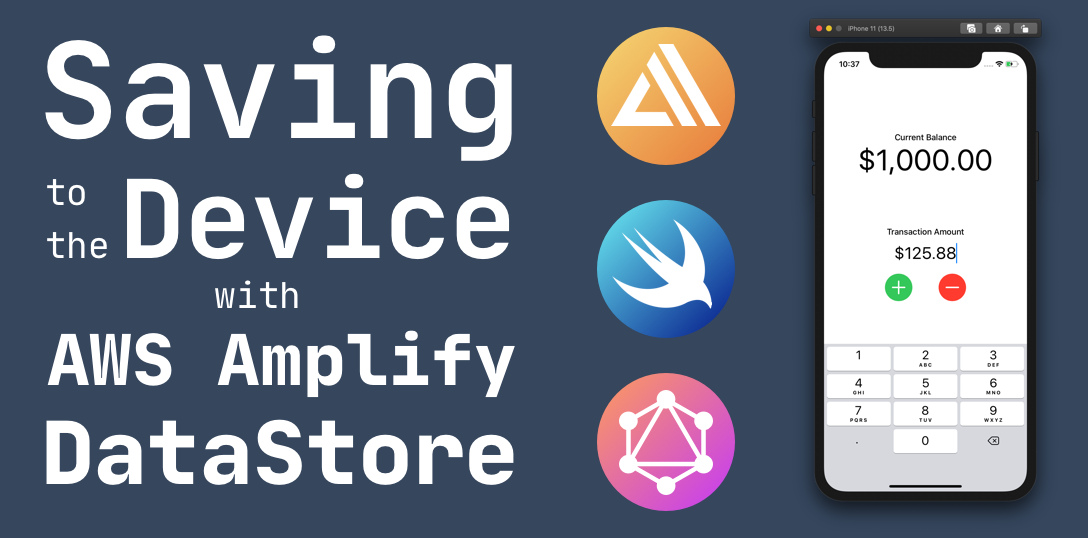 Saving
to
the Device
with
AWS Amplify
DataStore
iPhone 11 (13.5)
10:37
Current Balance
$1,000.00
Transaction Amount
$125.88
+ −
1 2 3
ABC DEF
4 5 6
GHI JKL MNO
7 8 9
PQRS TUV WXYZ
. 0